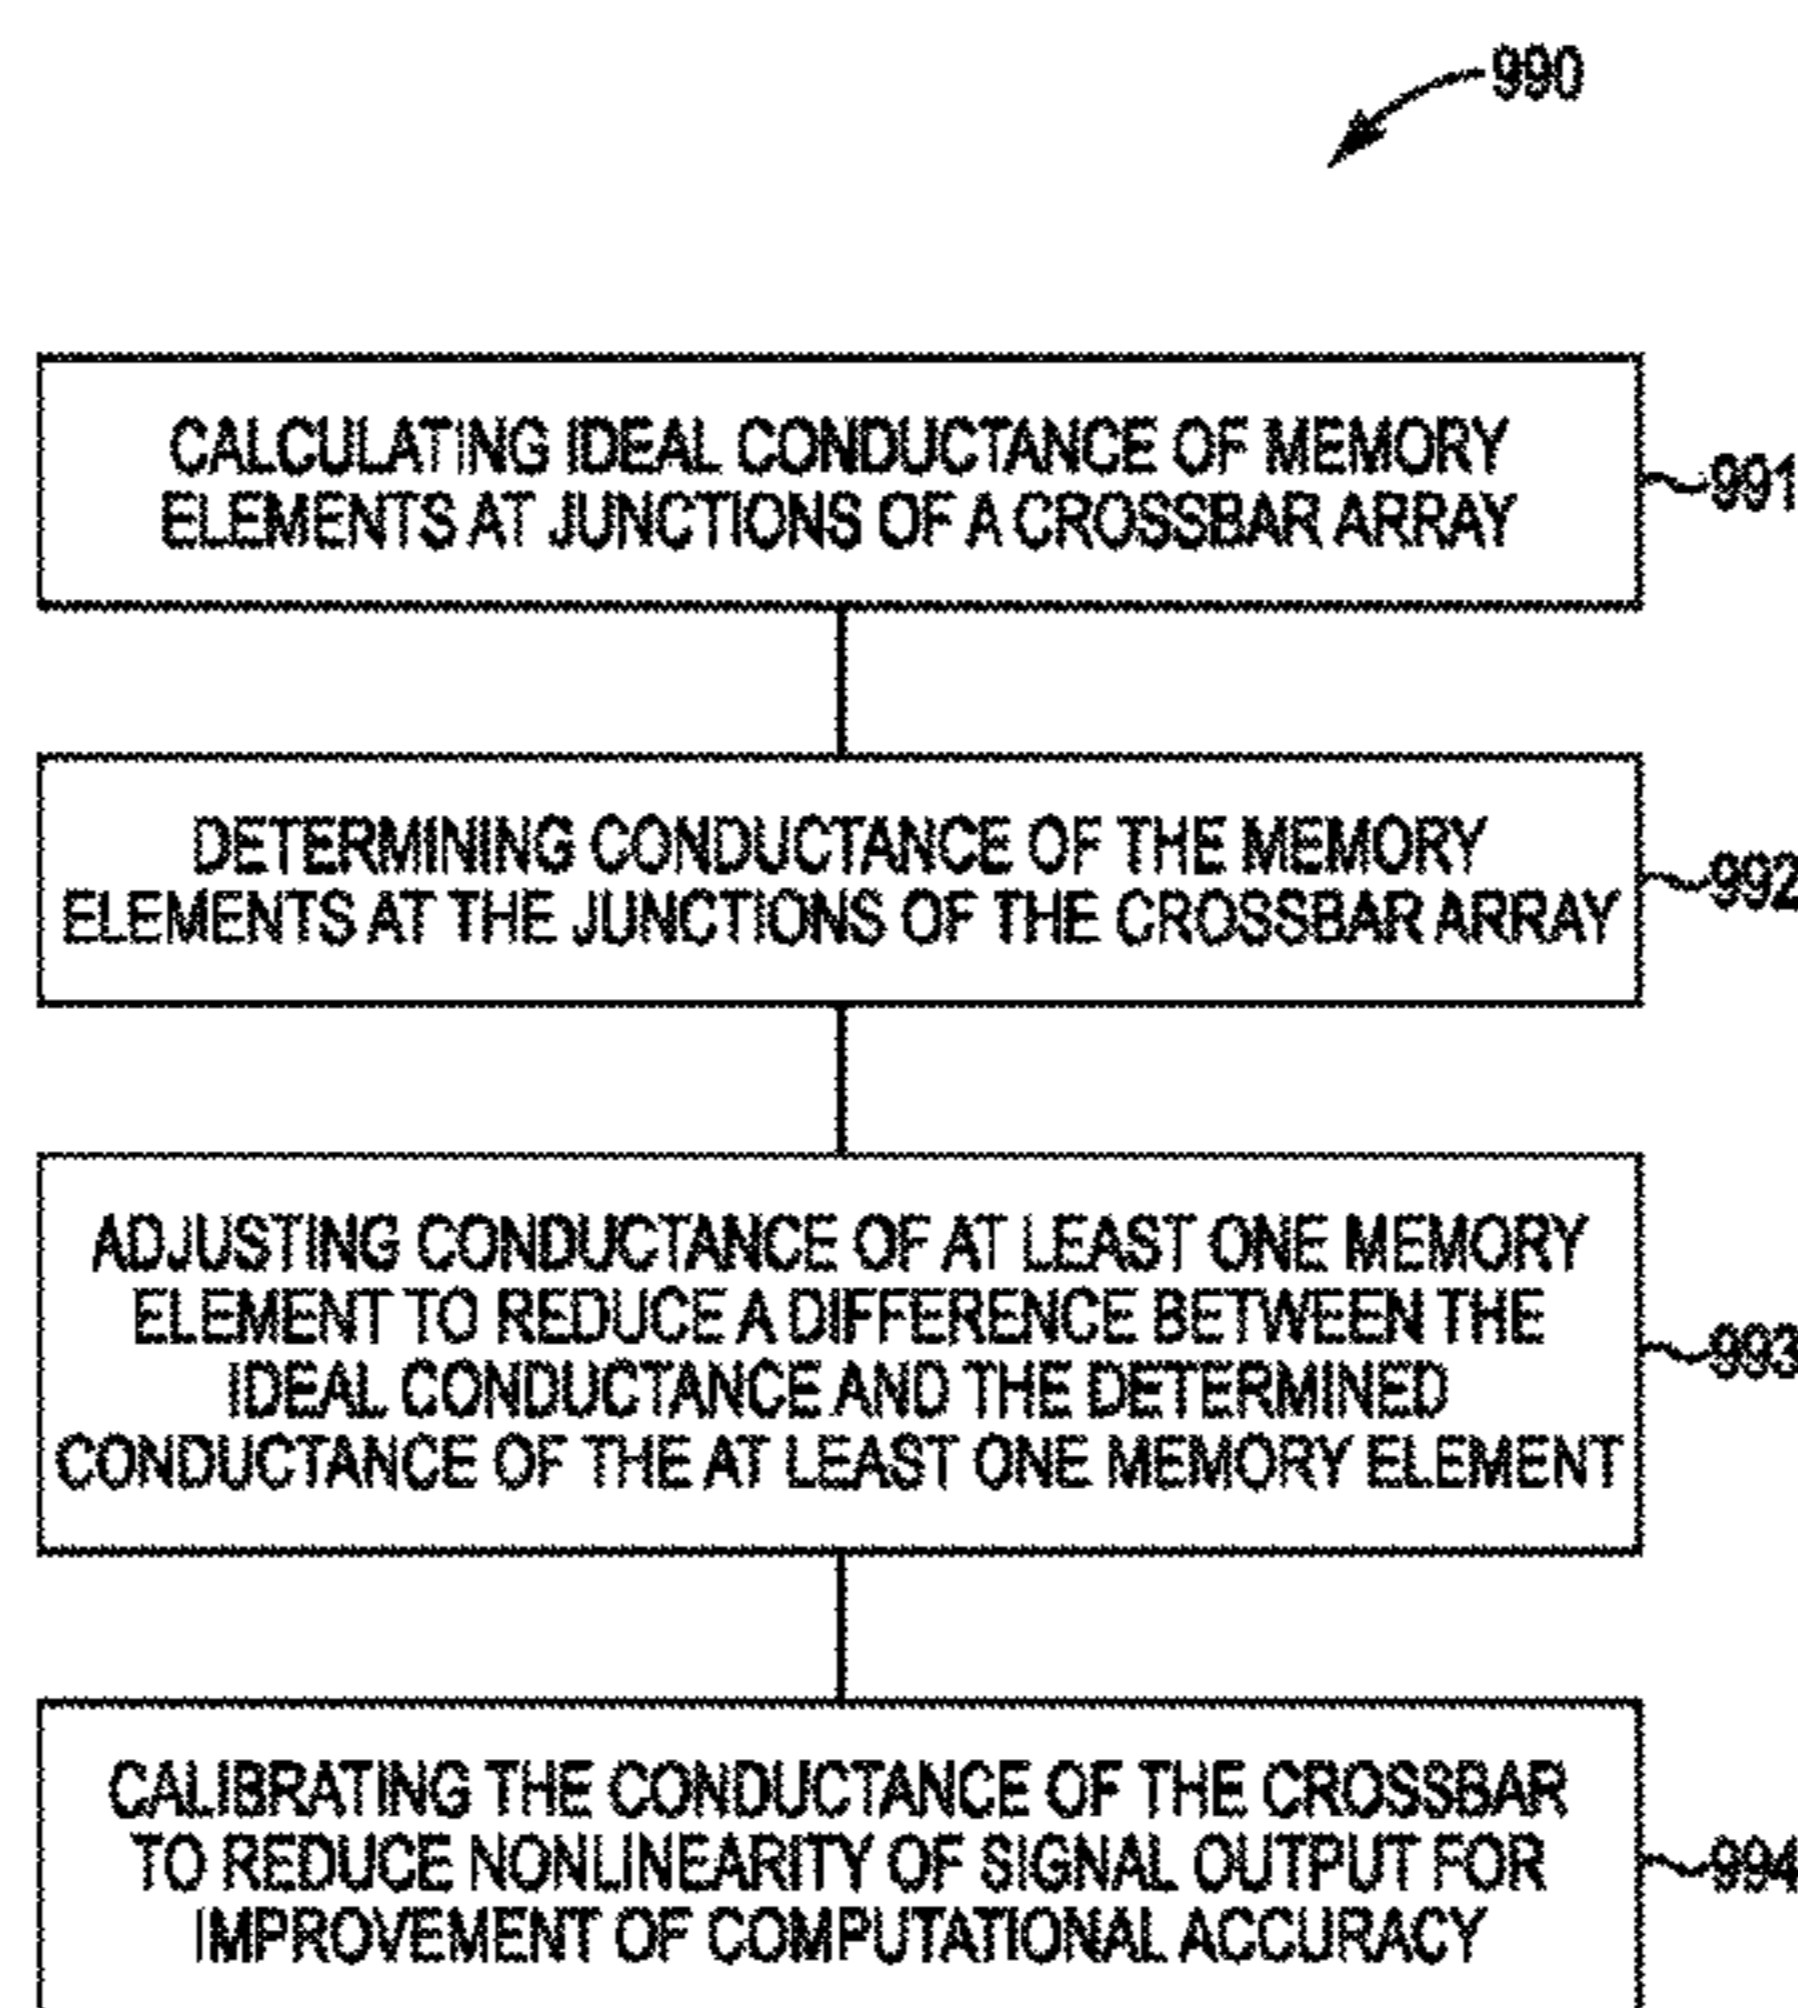 990
CALCULATING IDEAL CONDUCTANCE OF MEMORY
ELEMENTS AT JUNCTIONS OF A CROSSBAR ARRAY
991
DETERMINING CONDUCTANCE OF THE MEMORY
ELEMENTS AT THE JUNCTIONS OF THE CROSSBAR ARRAY
992
ADJUSTING CONDUCTANCE OF AT LEAST ONE MEMORY
ELEMENT TO REDUCE A DIFFERENCE BETWEEN THE
IDEAL CONDUCTANCE AND THE DETERMINED
CONDUCTANCE OF THE AT LEAST ONE MEMORY ELEMENT
993
CALIBRATING THE CONDUCTANCE OF THE CROSSBAR
TO REDUCE NONLINEARITY OF SIGNAL OUTPUT FOR
IMPROVEMENT OF COMPUTATIONAL ACCURACY
994